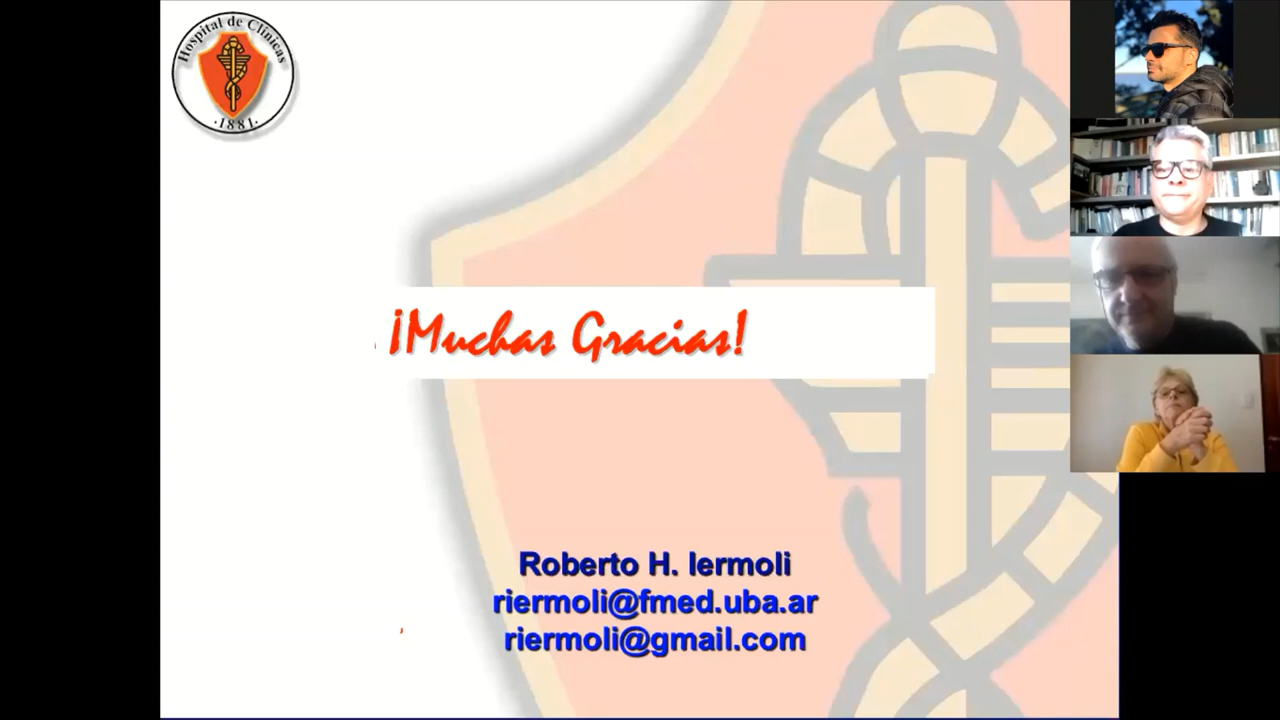 Hospital de Clínicas
·1881·
¡Muchas Gracias!
Roberto H. Iermoli
riermoli@fmed.uba.ar
riermoli@gmail.com